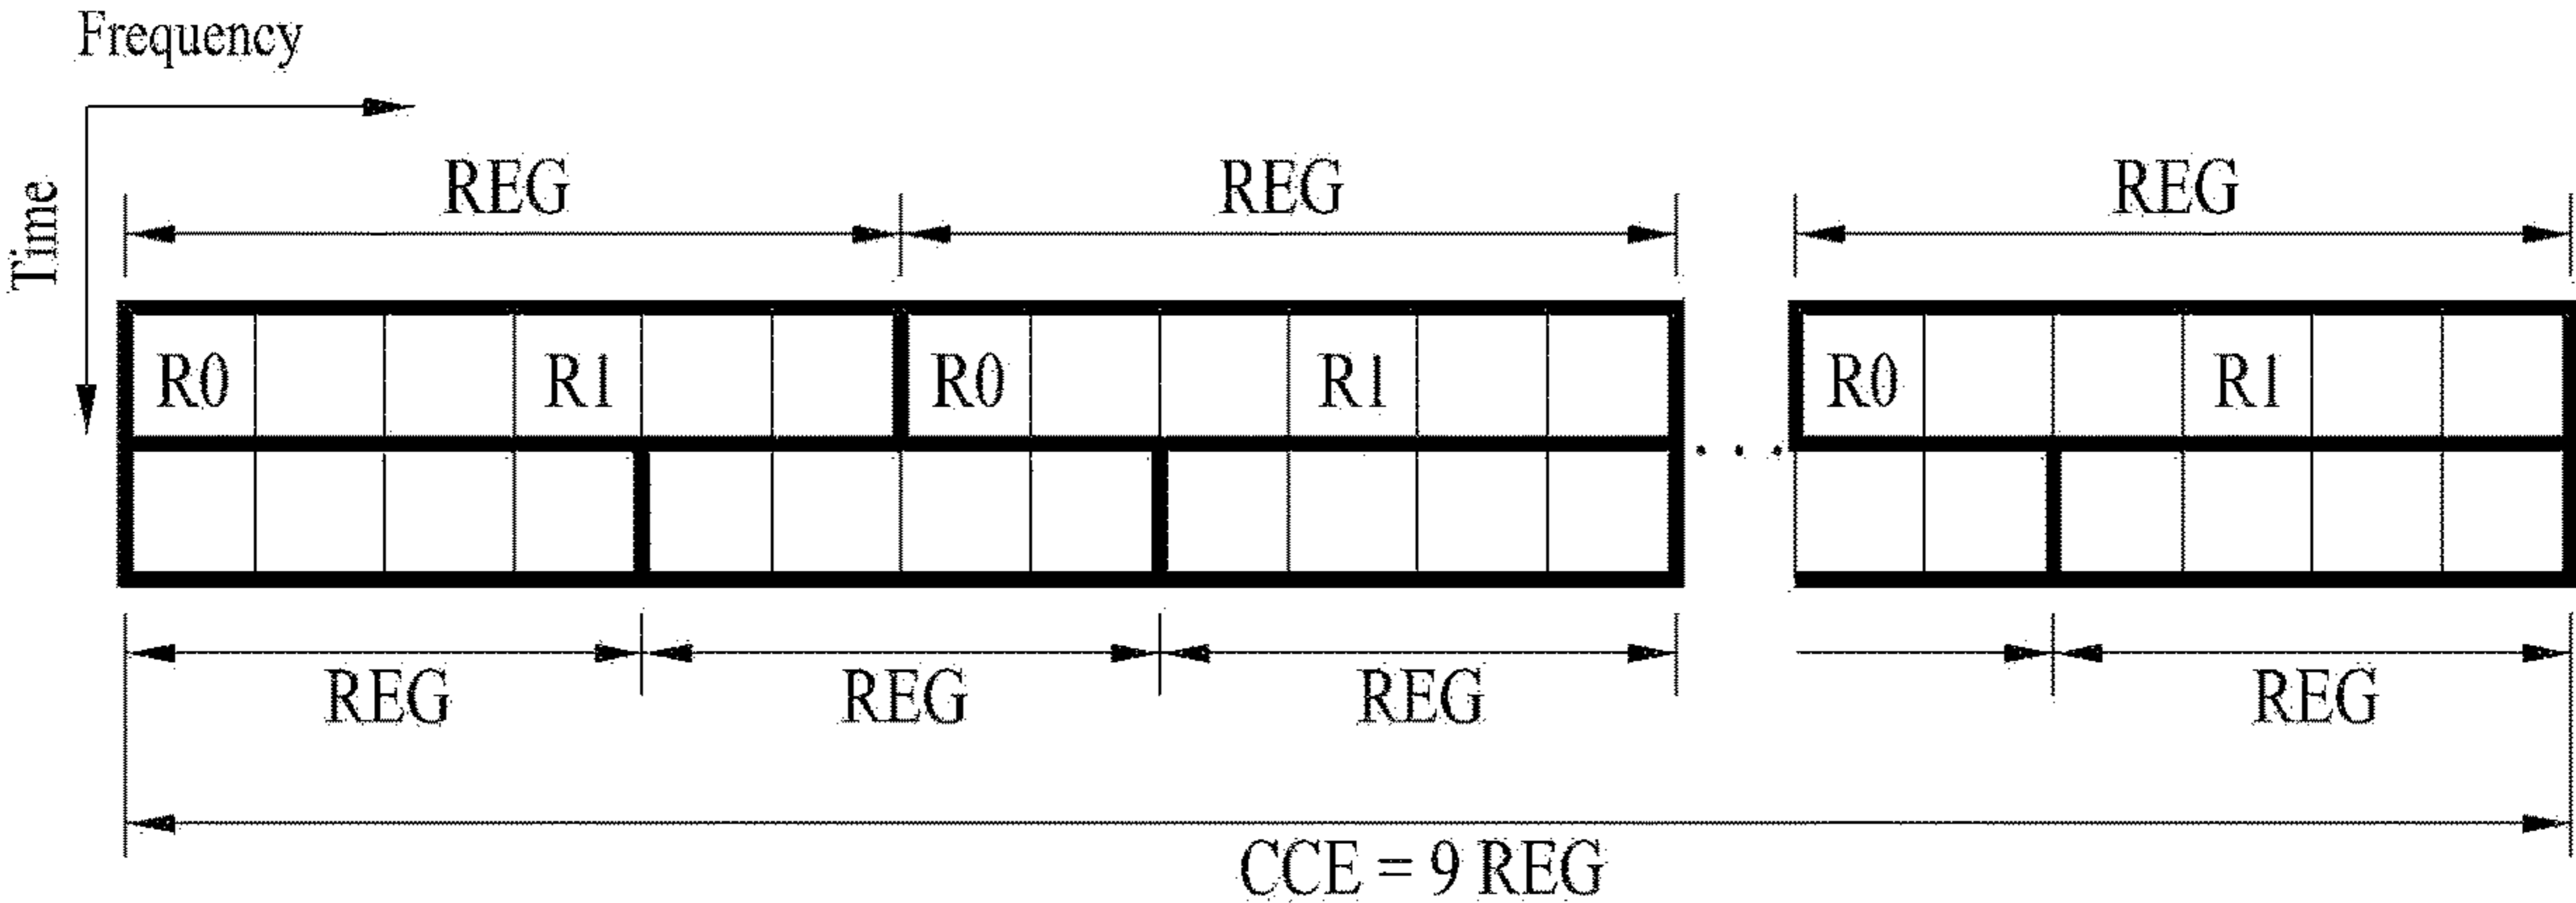 Frequency
Time
REG REG REG
R0 R1 R0 R1 . . . R0 R1
REG REG REG REG
CCE = 9 REG